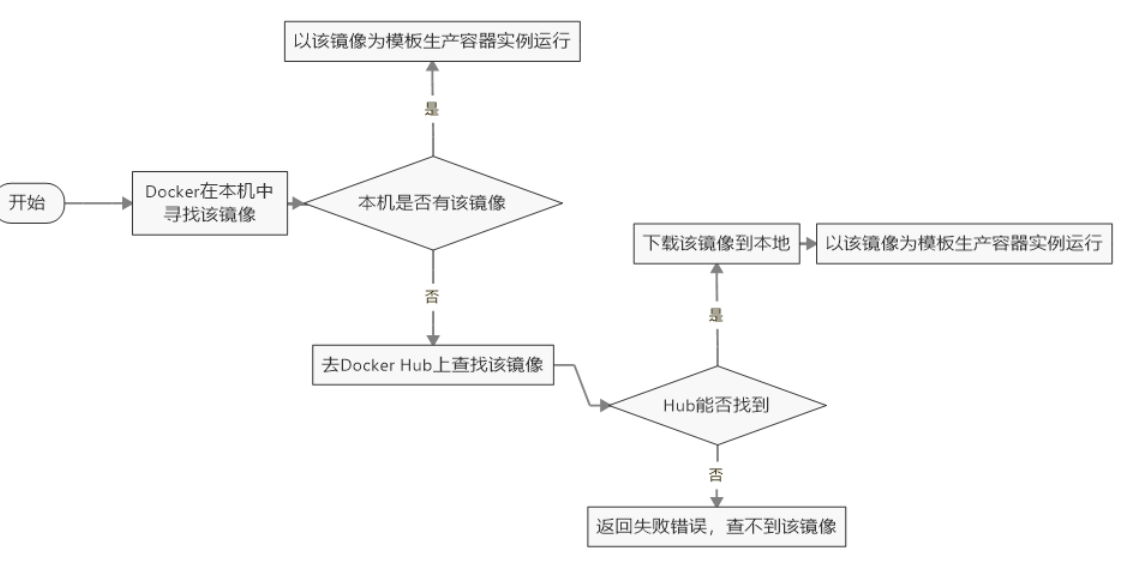 以该镜像为模板生产容器实例运行
是
开始
Docker在本机中
寻找该镜像
本机是否有该镜像
否
去Docker Hub上查找该镜像
下载该镜像到本地
以该镜像为模板生产容器实例运行
是
Hub能否找到
否
返回失败错误，查不到该镜像